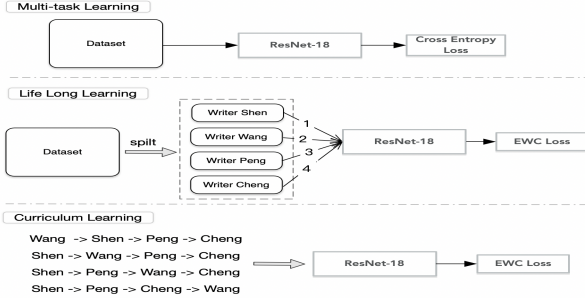 Multi-task Learning
Dataset
ResNet-18
Cross Entropy
Loss
Life Long Learning
Dataset
spilt
Writer Shen
Writer Wang
Writer Peng
Writer Cheng
1
2
3
4
ResNet-18
EWC Loss
Curriculum Learning
Wang -> Shen -> Peng -> Cheng
Shen -> Wang -> Peng -> Cheng
Shen -> Peng -> Wang -> Cheng
Shen -> Peng -> Cheng -> Wang
ResNet-18
EWC Loss